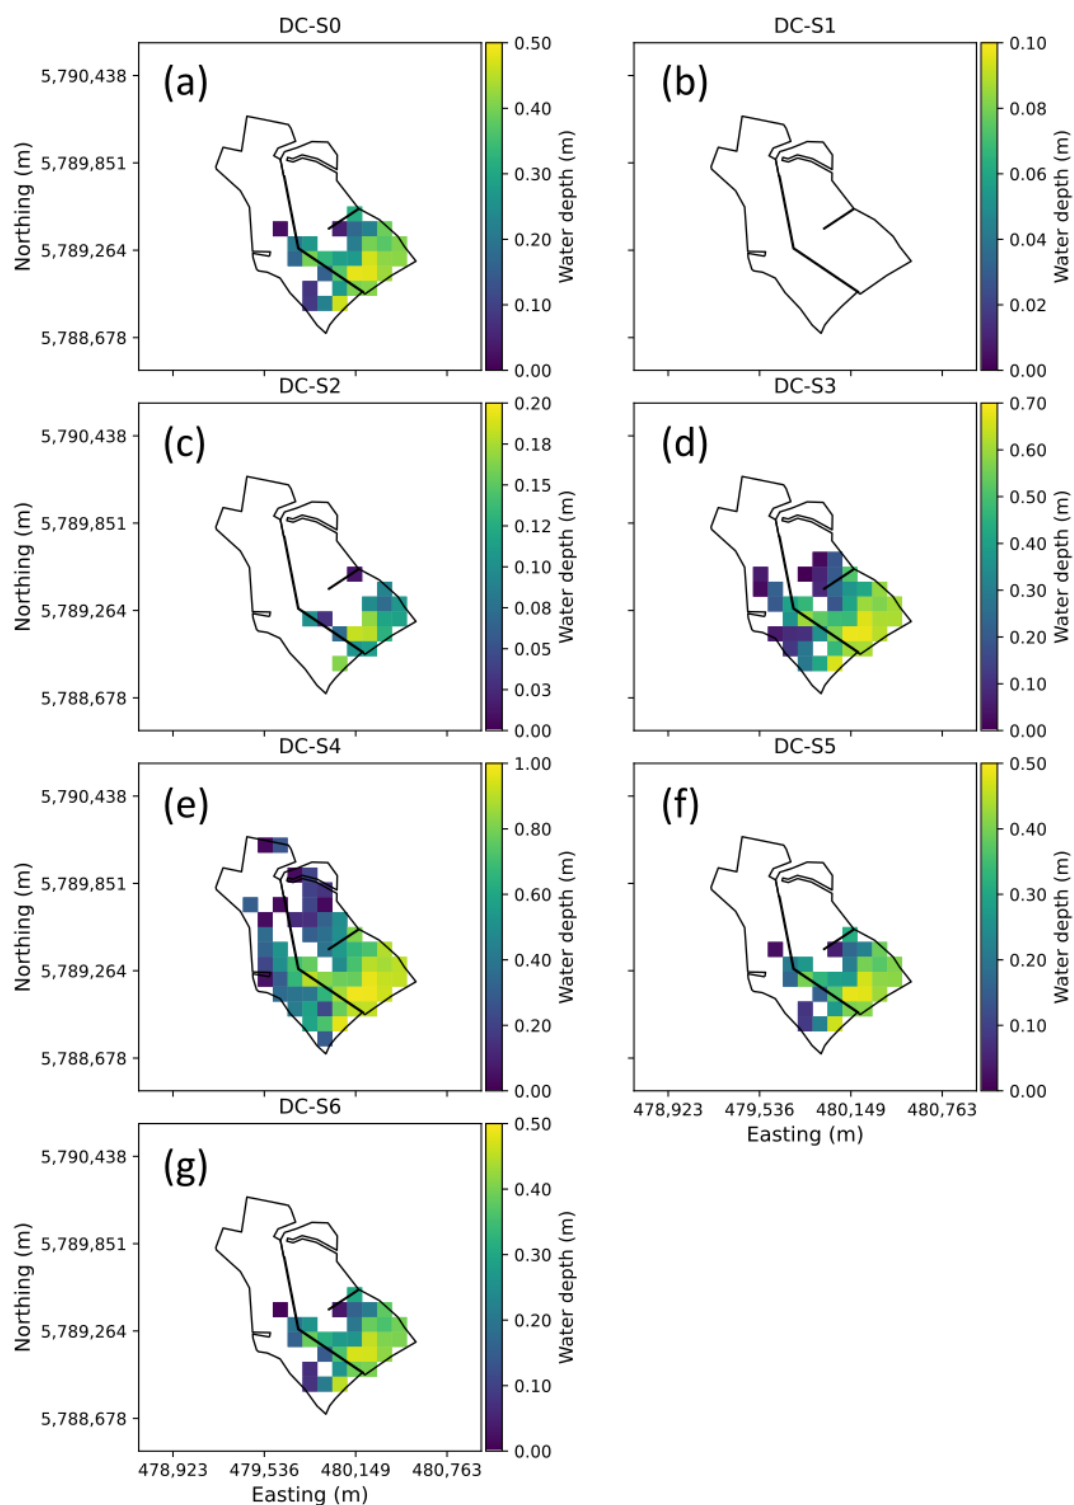 DC-S0
(a)
5,790,438
5,789,851
5,789,264
5,788,678
Northing (m)
0.50
0.40
0.30
0.20
0.10
0.00
Water depth (m)
DC-S1
(b)
0.10
0.08
0.06
0.04
0.02
0.00
Water depth (m)
DC-S2
(c)
5,790,438
5,789,851
5,789,264
5,788,678
Northing (m)
0.20
0.18
0.15
0.12
0.10
0.08
0.05
0.03
0.00
Water depth (m)
DC-S3
(d)
0.70
0.60
0.50
0.40
0.30
0.20
0.10
0.00
Water depth (m)
DC-S4
(e)
5,790,438
5,789,851
5,789,264
5,788,678
Northing (m)
1.00
0.80
0.60
0.40
0.20
0.00
Water depth (m)
DC-S5
(f)
0.50
0.40
0.30
0.20
0.10
0.00
Water depth (m)
478,923 479,536 480,149 480,763
Easting (m)
DC-S6
(g)
5,790,438
5,789,851
5,789,264
5,788,678
Northing (m)
0.50
0.40
0.30
0.20
0.10
0.00
Water depth (m)
478,923 479,536 480,149 480,763
Easting (m)